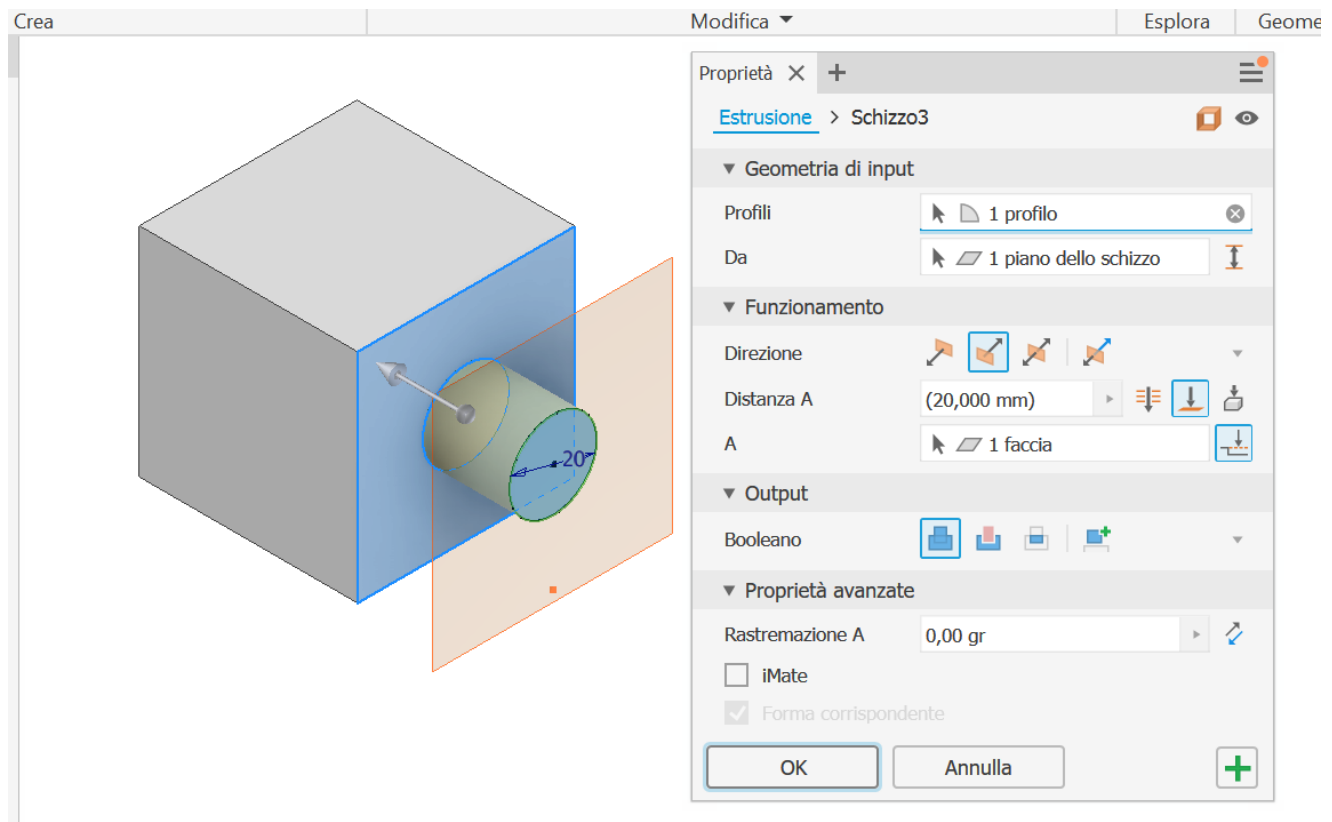 Crea Modifica Esplora Geome
Proprietà
Estrusione > Schizzo3
Geometria di input
Profili 1 profilo
Da 1 piano dello schizzo
Funzionamento
Direzione
Distanza A (20,000 mm)
A 1 faccia
Output
Booleano
Proprietà avanzate
Rastremazione A 0,00 gr
iMate
Forma corrispondente
OK Annulla
20